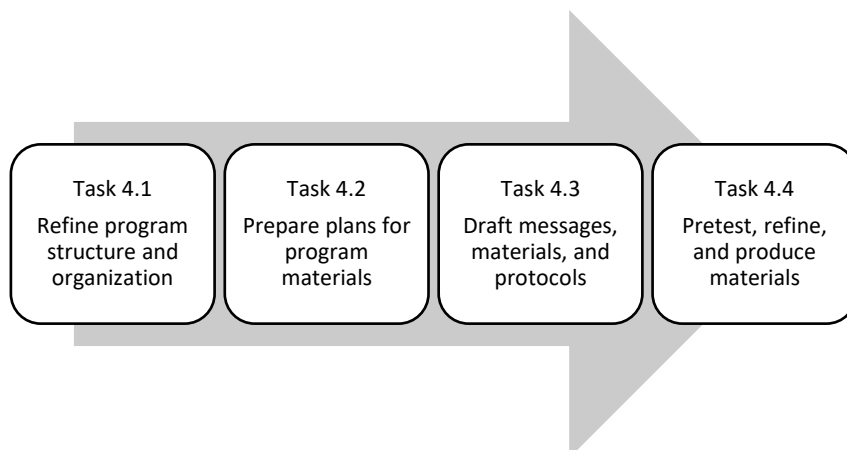 Task 4.1
Refine program
structure and
organization
Task 4.2
Prepare plans for
program
materials
Task 4.3
Draft messages,
materials, and
protocols
Task 4.4
Pretest, refine,
and produce
materials